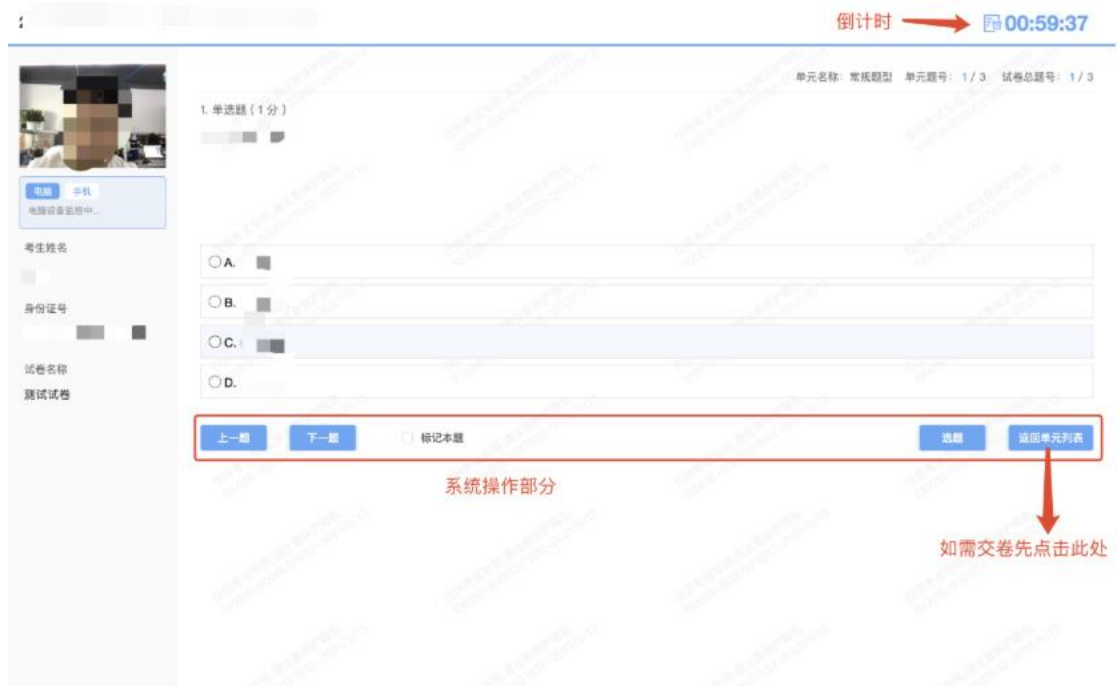 倒计时 00:59:37
单元名称: 常规题型 单元题号: 1 / 3 试卷总题号: 1 / 3
1. 单选题 ( 1 分 )
电脑 手机
电脑设备监控中...
考生姓名
身份证号
试卷名称
测试试卷
A.
B.
C.
D.
上一题 下一题 标记本题 选题 返回单元列表
系统操作部分
如需交卷先点击此处